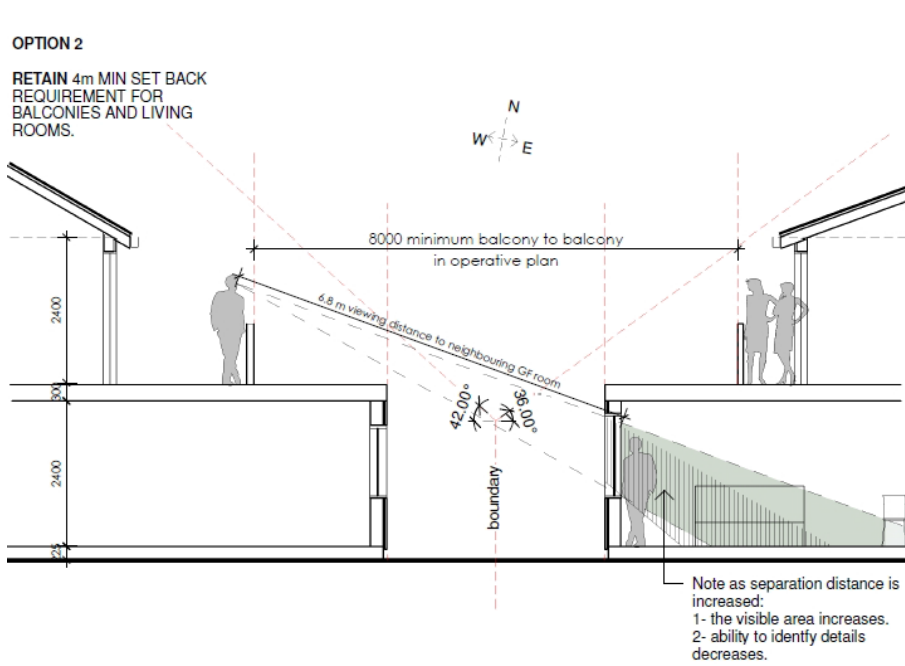 OPTION 2
RETAIN 4m MIN SET BACK
REQUIREMENT FOR
BALCONIES AND LIVING
ROOMS.
N
W E
8000 minimum balcony to balcony
in operative plan
6.8 m viewing distance to neighbouring GF room
2400
300
42.00°
36.00°
2400
boundary
225
Note as separation distance is
increased:
1- the visible area increases.
2- ability to identfy details
decreases.